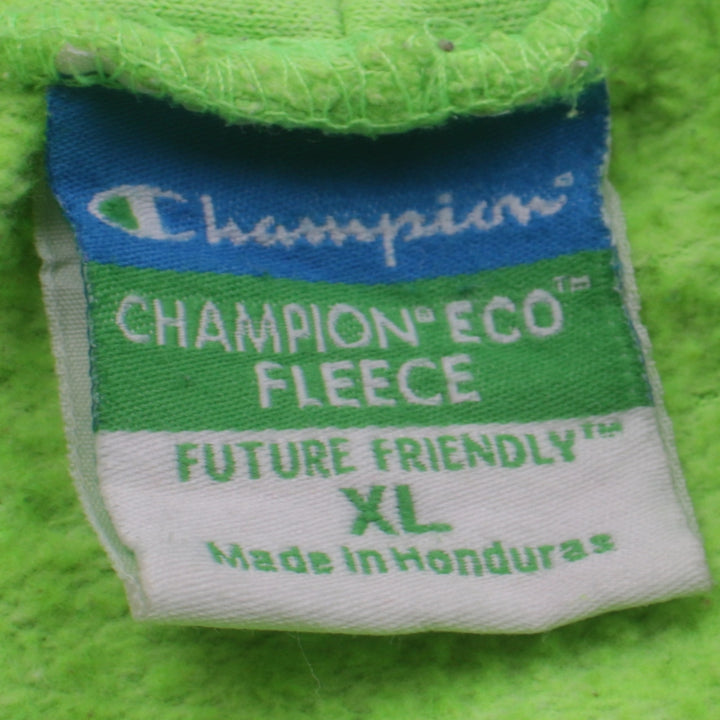 Champion®
CHAMPION® ECO™
FLEECE
FUTURE FRIENDLY™
XL
Made in Honduras